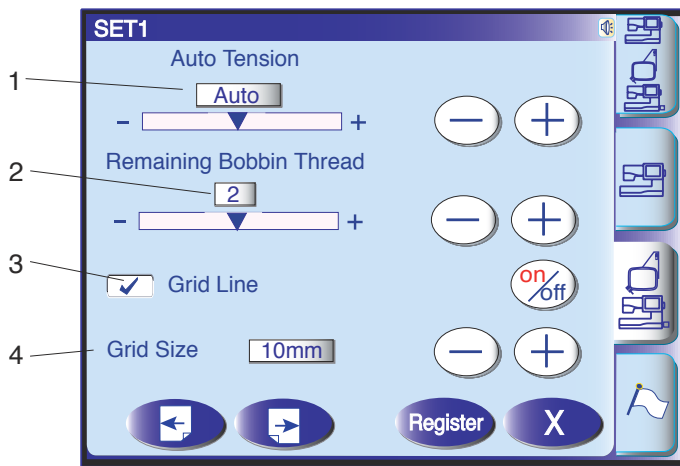 SET1
Auto Tension
1
Auto
- +
Remaining Bobbin Thread
2
2
- +
3
Grid Line
on/off
4
Grid Size 10mm
Register X